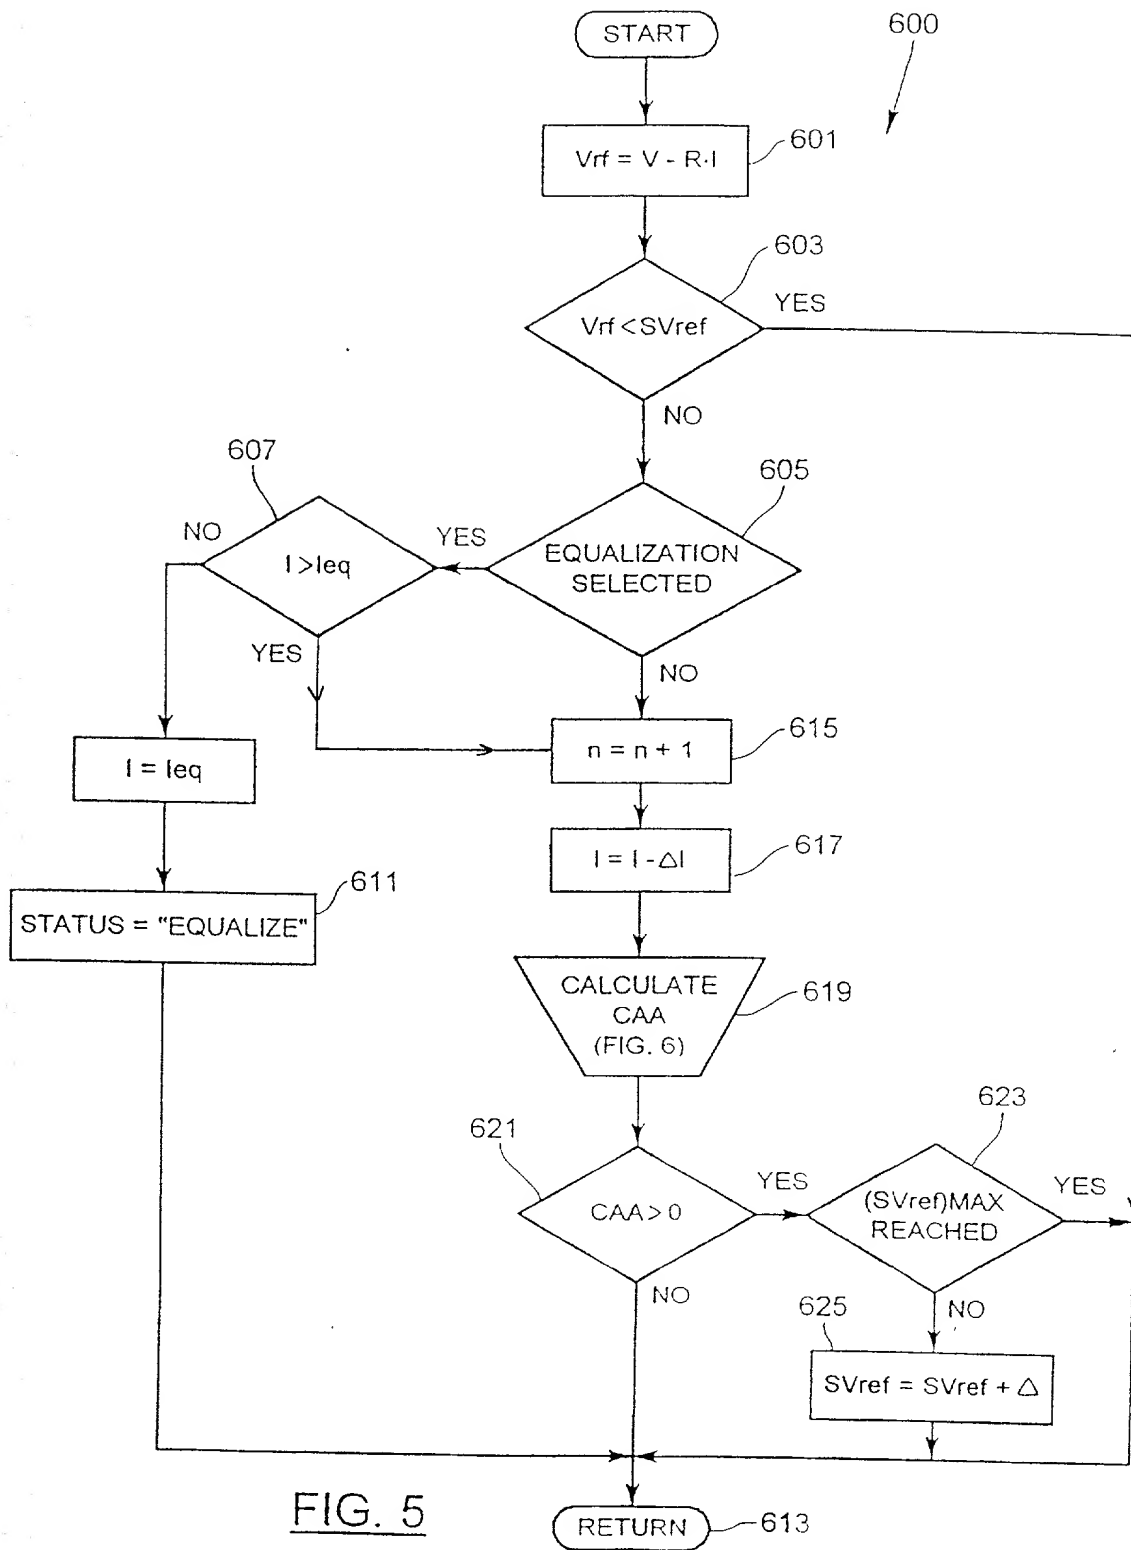 START
600
Vrf = V - R·I
601
603
Vrf < SVref
YES
NO
607
605
NO
I > Ieq
YES
EQUALIZATION
SELECTED
YES
NO
n = n + 1
615
I = Ieq
I = I - ΔI
617
STATUS = "EQUALIZE"
611
CALCULATE
CAA
(FIG. 6)
619
621
623
CAA > 0
YES
(SVref)MAX
REACHED
YES
NO
NO
625
SVref = SVref + Δ
FIG. 5
RETURN
613